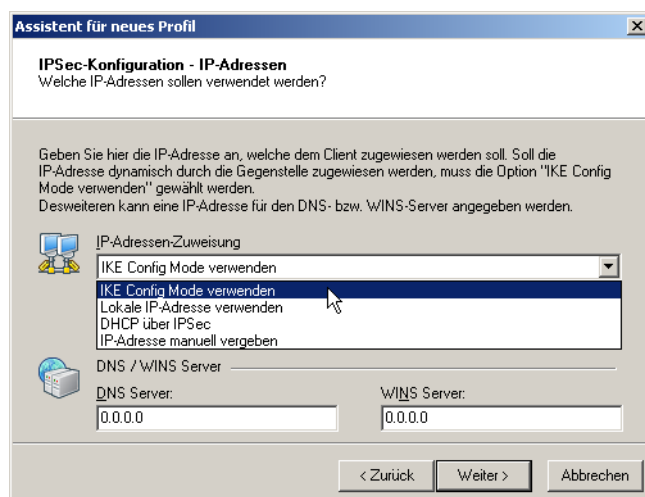 Assistent für neues Profil
IPSec-Konfiguration - IP-Adressen
Welche IP-Adressen sollen verwendet werden?
Geben Sie hier die IP-Adresse an, welche dem Client zugewiesen werden soll. Soll die
IP-Adresse dynamisch durch die Gegenstelle zugewiesen werden, muss die Option "IKE Config
Mode verwenden" gewählt werden.
Desweiteren kann eine IP-Adresse für den DNS- bzw. WINS-Server angegeben werden.
IP-Adressen-Zuweisung
IKE Config Mode verwenden
IKE Config Mode verwenden
Lokale IP-Adresse verwenden
DHCP über IPSec
IP-Adresse manuell vergeben
DNS / WINS Server
DNS Server: WINS Server:
0.0.0.0 0.0.0.0
< Zurück Weiter > Abbrechen